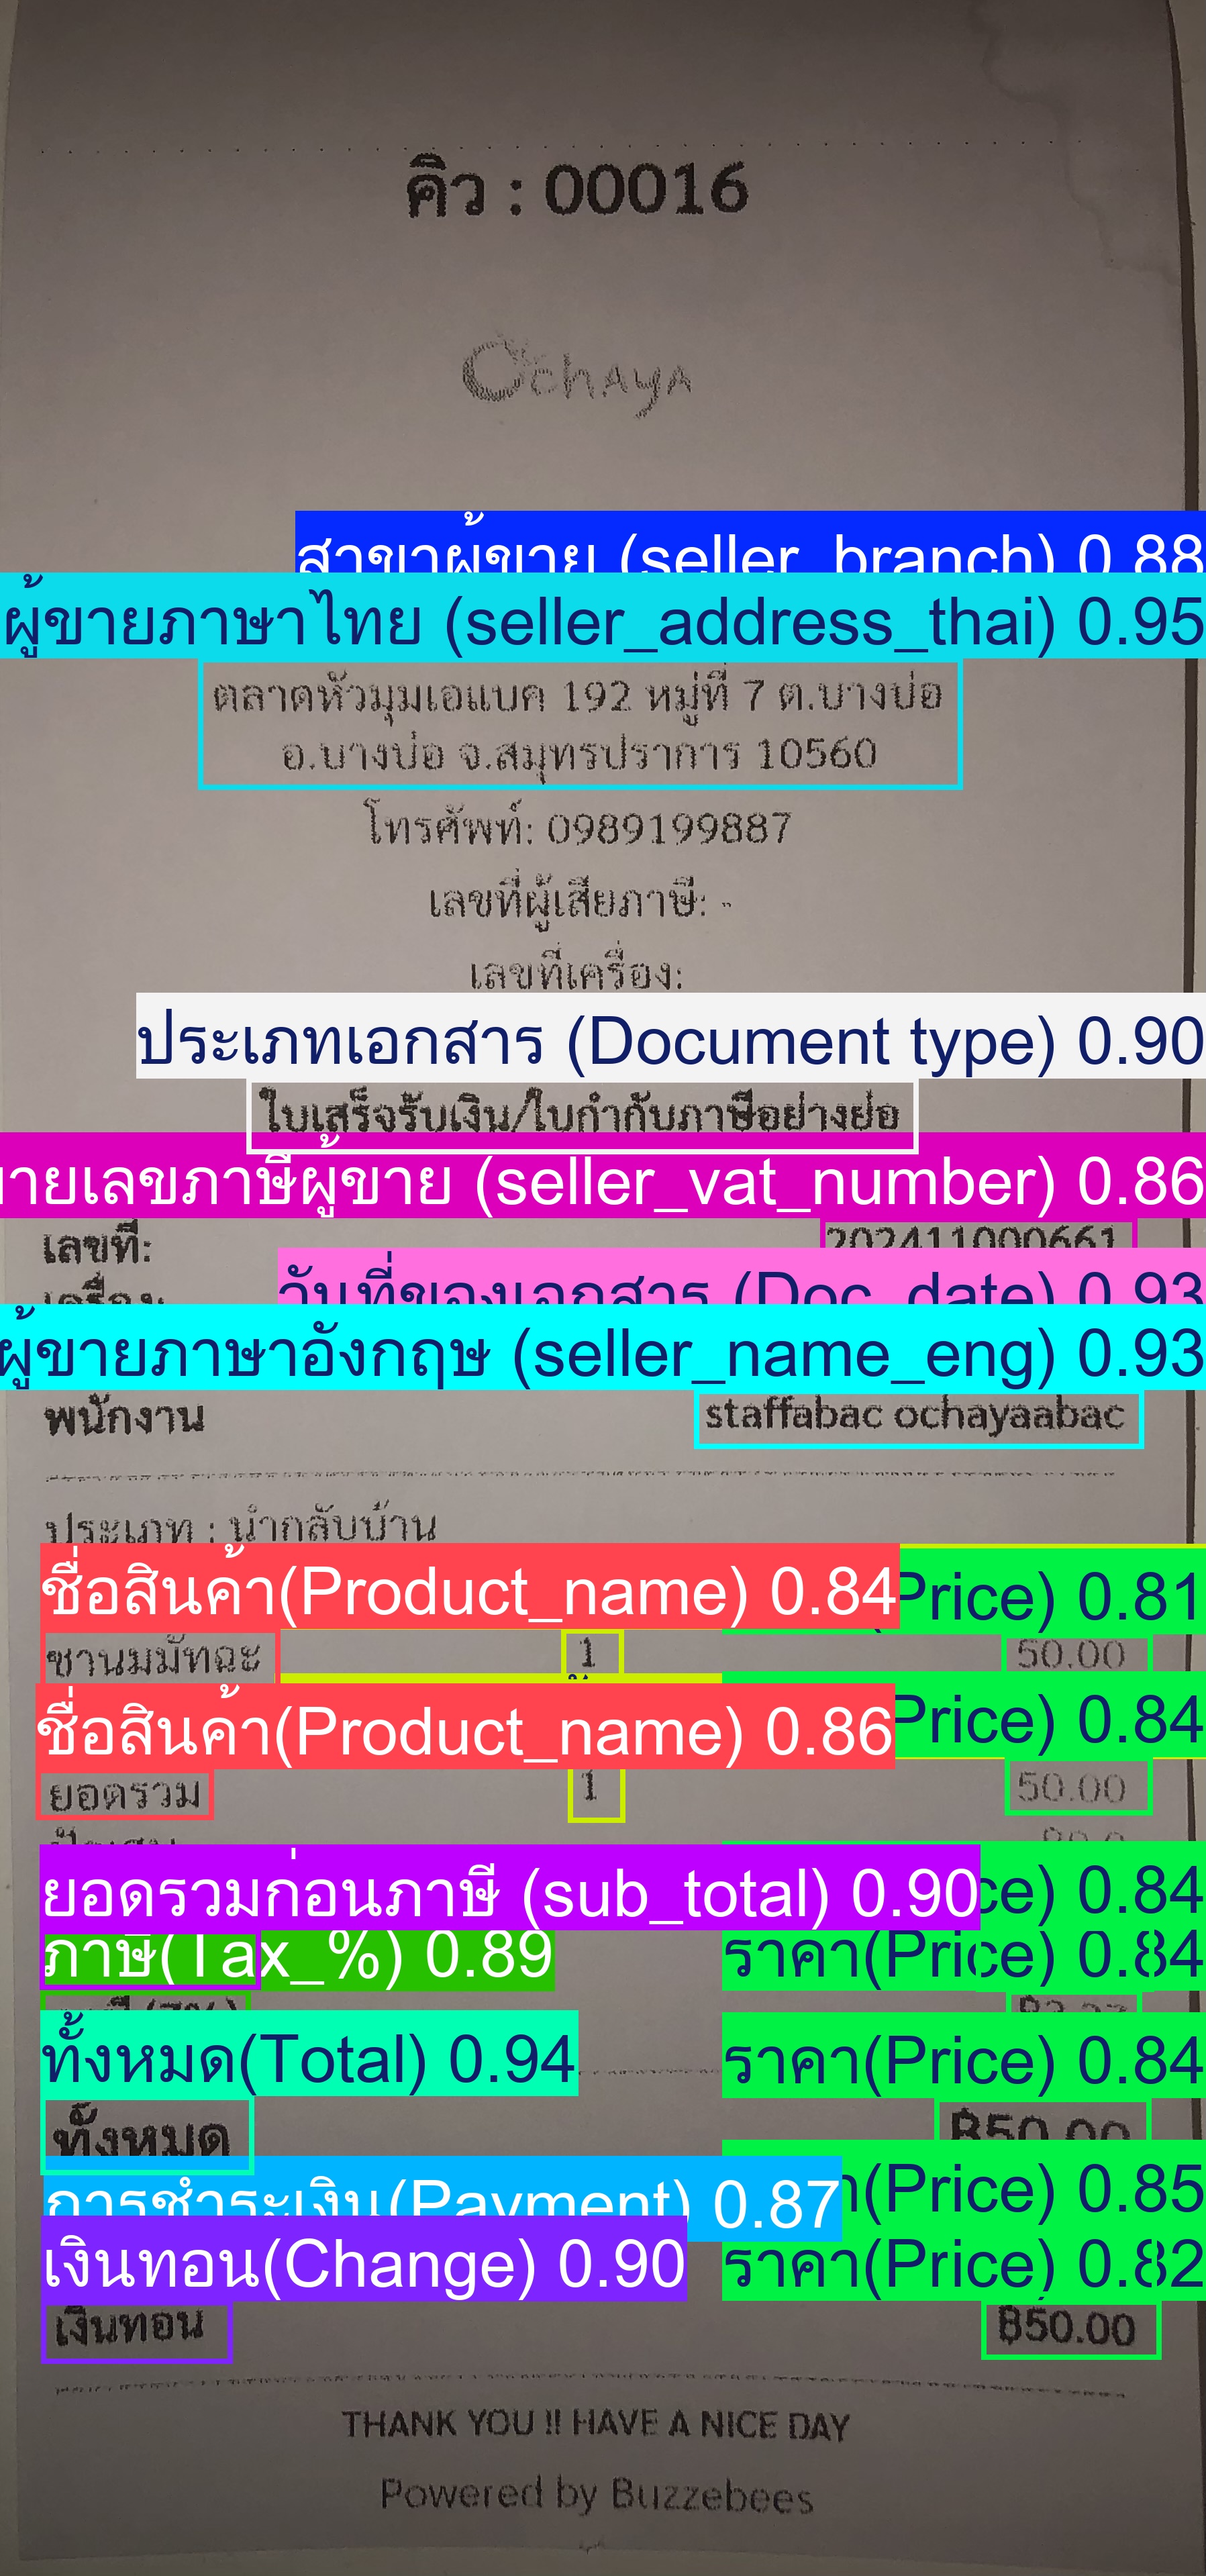 คิว : 00016
Ochaya
สาขาผู้ขาย (seller_branch) 0.88
ผู้ขายภาษาไทย (seller_address_thai) 0.95
ตลาดหัวมุมเอแบค 192 หมู่ที่ 7 ต.บางบ่อ
อ.บางบ่อ จ.สมุทรปราการ 10560
โทรศัพท์: 0989199887
เลขที่ผู้เสียภาษี: -
เลขที่เครื่อง:
ประเภทเอกสาร (Document type) 0.90
ใบเสร็จรับเงิน/ใบกำกับภาษีอย่างย่อ
ายเลขภาษีผู้ขาย (seller_vat_number) 0.86
เลขที่: 202411000661
เครื่อง: วันที่ของเอกสาร (Doc_date) 0.93
ผู้ขายภาษาอังกฤษ (seller_name_eng) 0.93
พนักงาน staffabac ochayaabac
ประเภท : นำกลับบ้าน
ชื่อสินค้า(Product_name) 0.84 Price) 0.81
ชานมมัทฉะ 1 50.00
ชื่อสินค้า(Product_name) 0.86 Price) 0.84
ยอดรวม 1 50.00
ยอดรวมก่อนภาษี (sub_total) 0.90 ce) 0.84
ภาษี(Tax_%) 0.89 ราคา(Price) 0.84
ทั้งหมด(Total) 0.94 ราคา(Price) 0.84
ทั้งหมด ฿50.00
การชำระเงิน(Payment) 0.87 (Price) 0.85
เงินทอน(Change) 0.90 ราคา(Price) 0.82
เงินทอน ฿50.00
THANK YOU !! HAVE A NICE DAY
Powered by Buzzebees